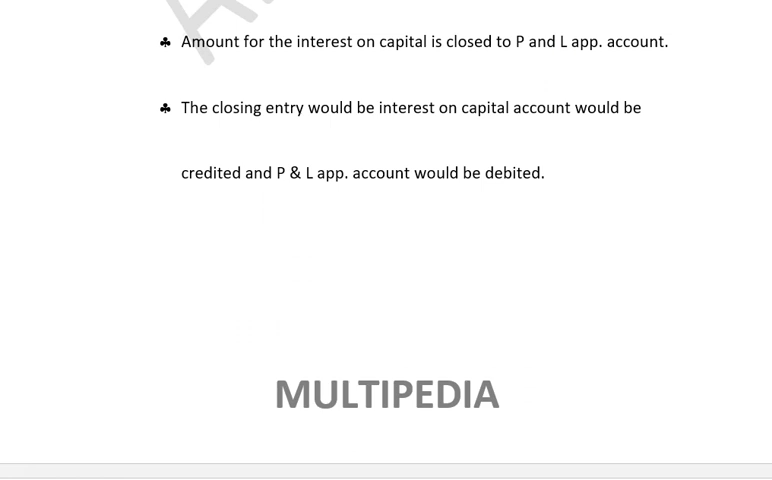 ♣ Amount for the interest on capital is closed to P and L app. account.
♣ The closing entry would be interest on capital account would be
credited and P & L app. account would be debited.
MULTIPEDIA